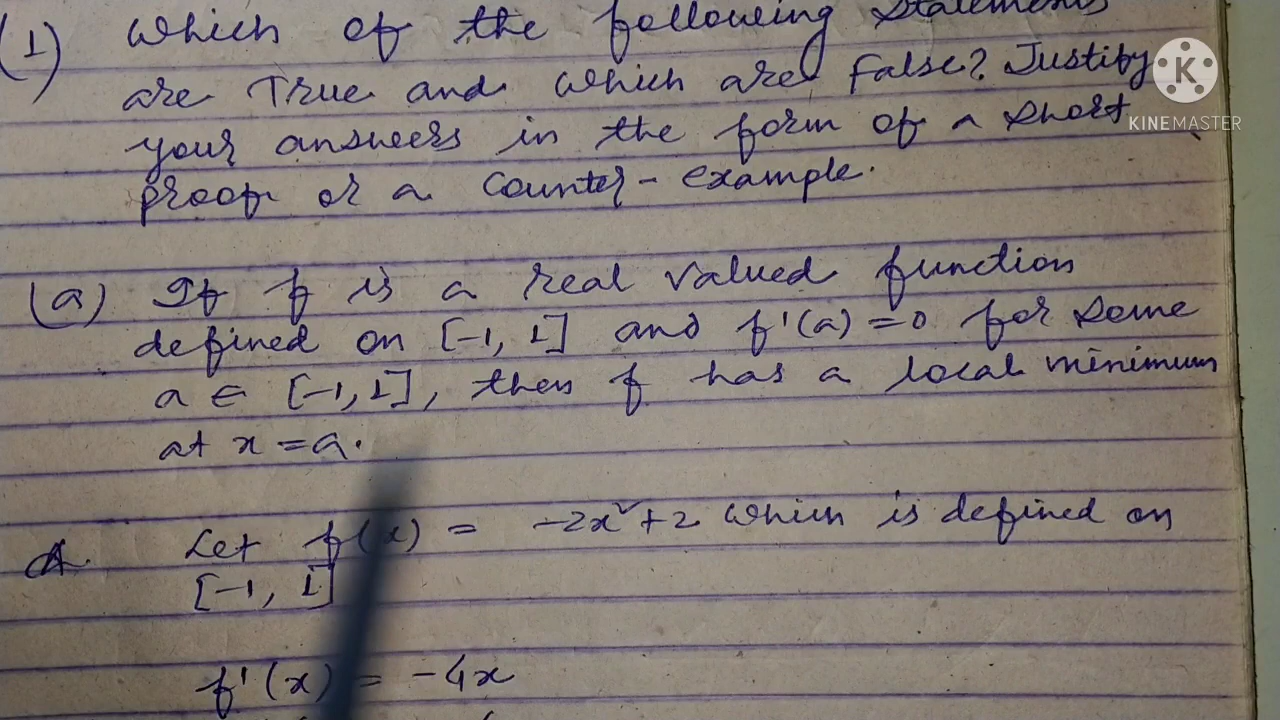 (1) Which of the following statements
are True and which are False? Justify
your answers in the form of a short
proof or a counter-example.
(a) If f is a real valued function
defined on [-1, 1] and f'(a) = 0 for some
a ∈ [-1, 1], then f has a local minimum
at x = a.
A. Let f(x) = -2x² + 2 which is defined on
[-1, 1]
f'(x) = -4x
K
KINEMASTER